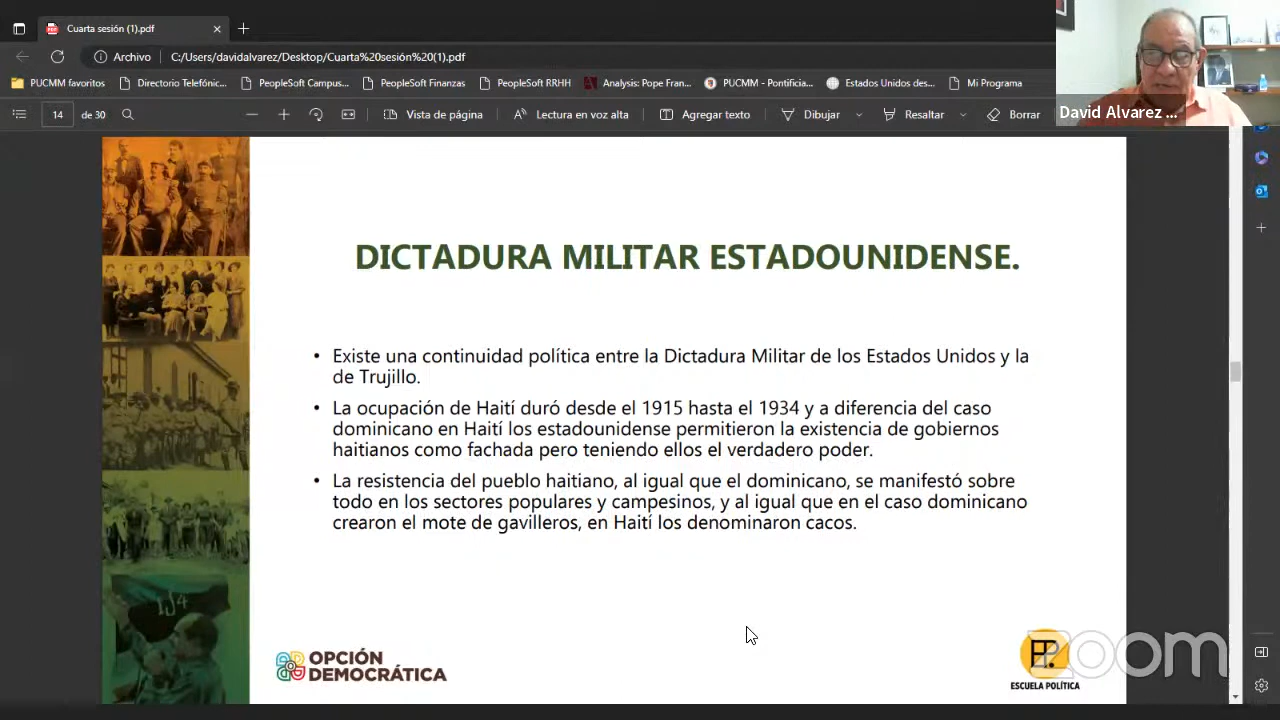 Cuarta sesión (1).pdf
Archivo
C:/Users/davidalvarez/Desktop/Cuarta%20sesión%20(1).pdf
PUCMM favoritos
Directorio Telefónic...
PeopleSoft Campus...
PeopleSoft Finanzas
PeopleSoft RRHH
Analysis: Pope Fran...
PUCMM - Pontificia...
Estados Unidos des...
Mi Programa
14 de 30
Vista de página
Lectura en voz alta
Agregar texto
Dibujar
Resaltar
Borrar
David Alvarez ...
DICTADURA MILITAR ESTADOUNIDENSE.
• Existe una continuidad política entre la Dictadura Militar de los Estados Unidos y la
de Trujillo.
• La ocupación de Haití duró desde el 1915 hasta el 1934 y a diferencia del caso
dominicano en Haití los estadounidense permitieron la existencia de gobiernos
haitianos como fachada pero teniendo ellos el verdadero poder.
• La resistencia del pueblo haitiano, al igual que el dominicano, se manifestó sobre
todo en los sectores populares y campesinos, y al igual que en el caso dominicano
crearon el mote de gavilleros, en Haití los denominaron cacos.
1J4
OPCIÓN
DEMOCRÁTICA
EP.
ESCUELA POLÍTICA
zoom